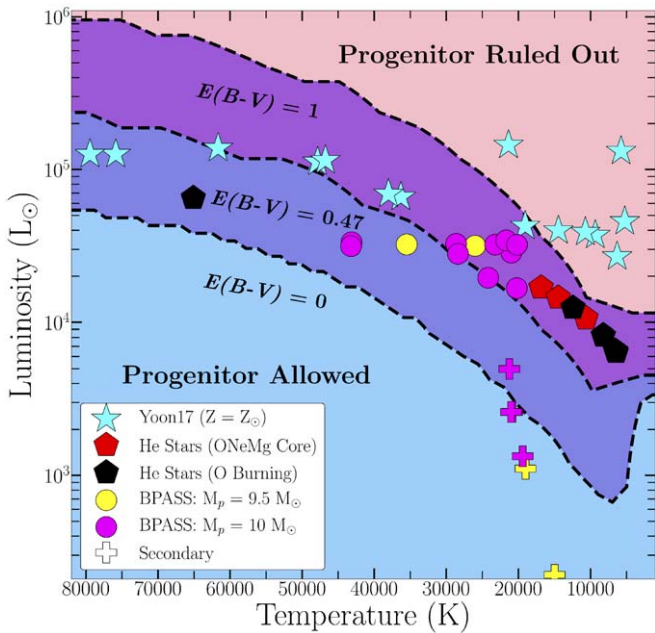 10⁶
Progenitor Ruled Out
E(B-V) = 1
10⁵
E(B-V) = 0.47
E(B-V) = 0
10⁴
Luminosity (L☉)
Progenitor Allowed
Yoon17 (Z = Z☉)
He Stars (ONeMg Core)
He Stars (O Burning)
BPASS: Mₚ = 9.5 M☉
BPASS: Mₚ = 10 M☉
Secondary
10³
80000 70000 60000 50000 40000 30000 20000 10000
Temperature (K)